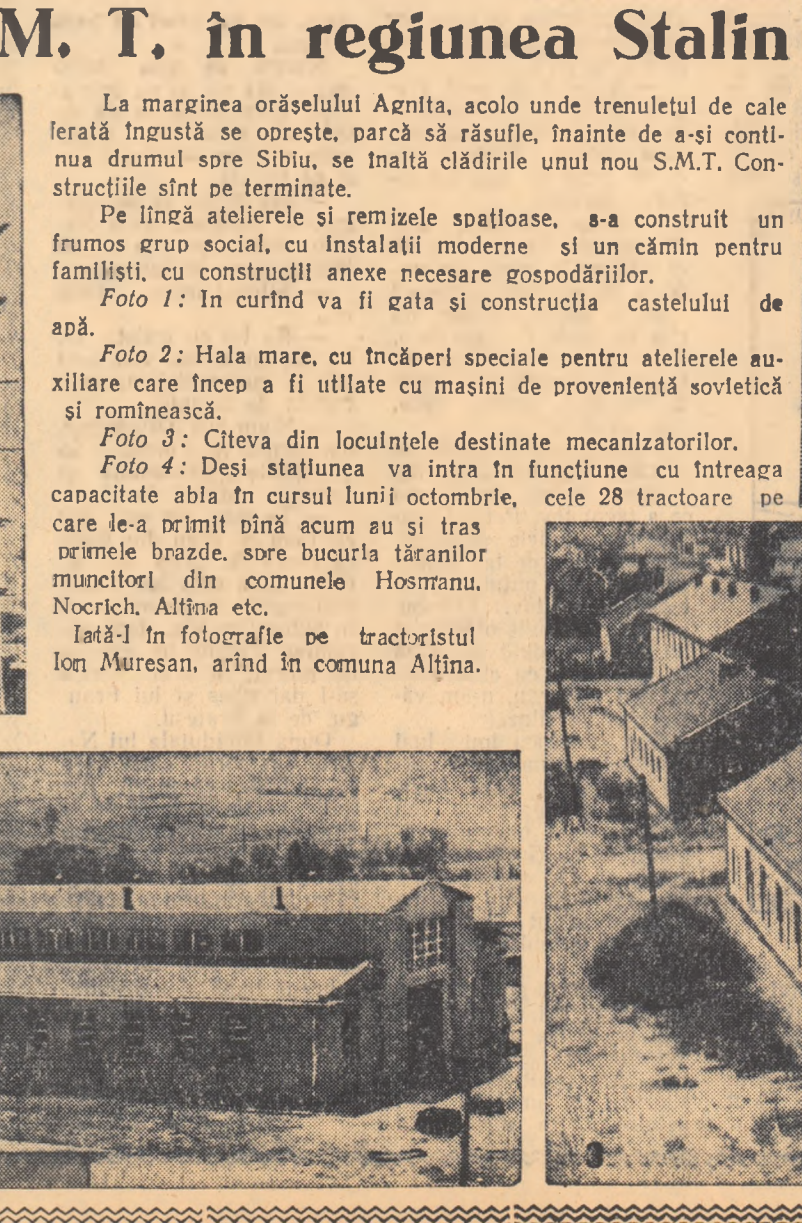 M. T. în regiunea Stalin
La marginea orășelului Agnita, acolo unde trenulețul de cale
ferată îngustă se oprește, parcă să răsufle, înainte de a-și conti-
nua drumul spre Sibiu, se înaltă clădirile unui nou S.M.T. Con-
strucțiile sînt pe terminate.
Pe lîngă atelierele și remizele spațioase, s-a construit un
frumos grup social, cu instalații moderne și un cămin pentru
familiști, cu construcții anexe necesare gospodăriilor.
Foto 1: In curînd va fi gata și construcția castelului de
apă.
Foto 2: Hala mare, cu încăperi speciale pentru atelierele au-
xiliare care încep a fi utilate cu mașini de proveniență sovietică
și romînească.
Foto 3: Cîteva din locuințele destinate mecanizatorilor.
Foto 4: Deși stațiunea va intra în funcțiune cu întreaga
capacitate abia în cursul lunii octombrie, cele 28 tractoare pe
care le-a primit pînă acum au și tras
primele brazde, spre bucuria țăranilor
muncitori din comunele Hosmanu,
Nocrich, Altîna etc.
Iată-l în fotografie pe tractoristul
Ion Mureșan, arînd în comuna Alțîna.
3